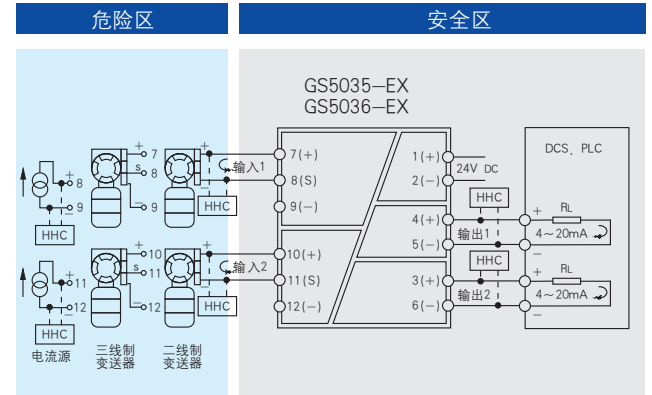 危险区
安全区
GS5035-EX
GS5036-EX
+ 8
- 9
HHC
+ 7
S 8
- 9
+
-
HHC
输入1
7(+)
8(S)
9(-)
1(+)
2(-)
24V DC
DCS、PLC
HHC
4(+)
输出1
5(-)
+
RL
4~20mA
-
+11
-12
HHC
+10
S 11
-12
+
-
HHC
输入2
10(+)
11(S)
12(-)
HHC
3(+)
输出2
6(-)
+
RL
4~20mA
-
电流源
三线制
变送器
二线制
变送器